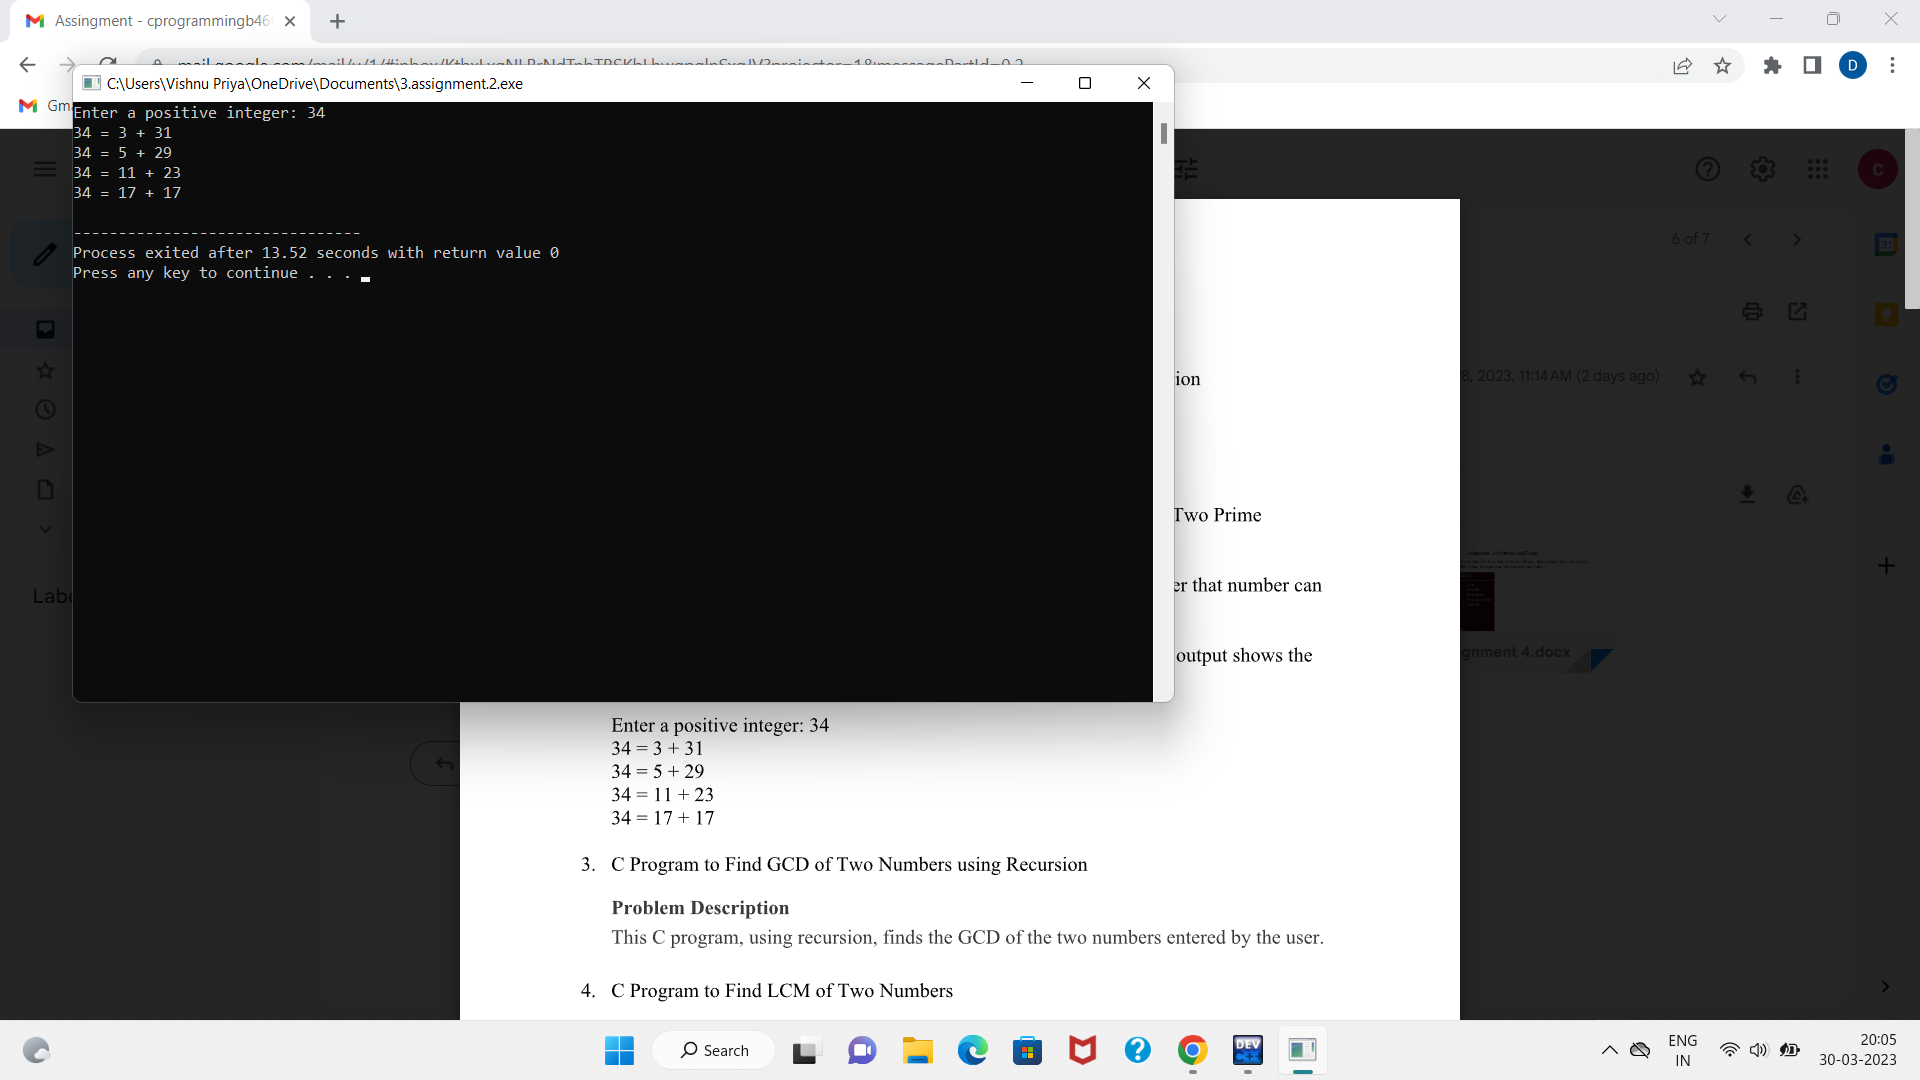 Assingment - cprogrammingb46
C:\Users\Vishnu Priya\OneDrive\Documents\3.assignment.2.exe
Enter a positive integer: 34
34 = 3 + 31
34 = 5 + 29
34 = 11 + 23
34 = 17 + 17
--------------------------------
Process exited after 13.52 seconds with return value 0
Press any key to continue . . .
D
Gm
C
6 of 7
31
8, 2023, 11:14 AM (2 days ago)
ion
Two Prime
er that number can
output shows the
gnment 4.docx
Labe
Enter a positive integer: 34
34 = 3 + 31
34 = 5 + 29
34 = 11 + 23
34 = 17 + 17
3. C Program to Find GCD of Two Numbers using Recursion
Problem Description
This C program, using recursion, finds the GCD of the two numbers entered by the user.
4. C Program to Find LCM of Two Numbers
Search
DEV
C++
ENG
IN
20:05
30-03-2023